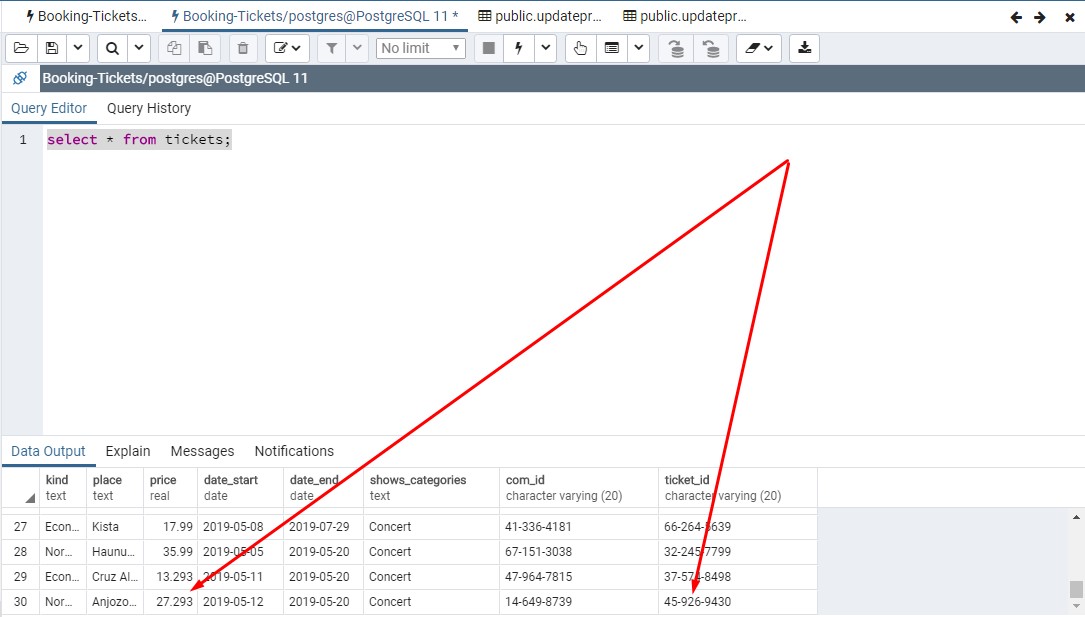 Booking-Tickets... Booking-Tickets/postgres@PostgreSQL 11 * public.updatepr... public.updatepr...
No limit
Booking-Tickets/postgres@PostgreSQL 11
Query Editor Query History
1 select * from tickets;
Data Output Explain Messages Notifications
kind place price date_start date_end shows_categories com_id ticket_id
text text real date date text character varying (20) character varying (20)
27 Econ... Kista 17.99 2019-05-08 2019-07-29 Concert 41-336-4181 66-264-3639
28 Nor... Haunu... 35.99 2019-05-05 2019-05-20 Concert 67-151-3038 32-245-7799
29 Econ... Cruz Al... 13.293 2019-05-11 2019-05-20 Concert 47-964-7815
30 Nor... Anjozo... 27.293 2019-05-12 2019-05-20 Concert 14-649-8739 45-926-9430